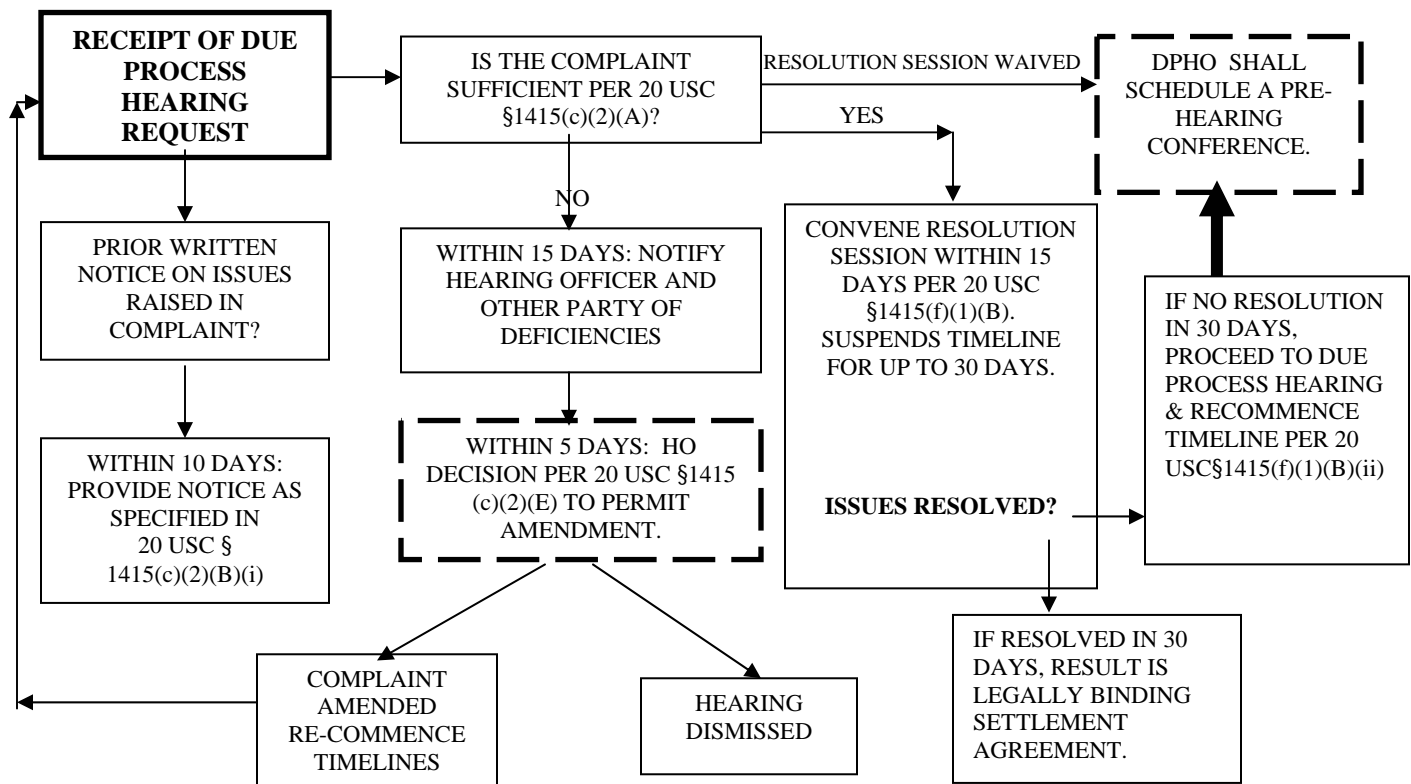 RECEIPT OF DUE
PROCESS
HEARING
REQUEST
IS THE COMPLAINT
SUFFICIENT PER 20 USC
§1415(c)(2)(A)?
RESOLUTION SESSION WAIVED
DPHO SHALL
SCHEDULE A PRE-
HEARING
CONFERENCE.
YES
NO
PRIOR WRITTEN
NOTICE ON ISSUES
RAISED IN
COMPLAINT?
WITHIN 15 DAYS: NOTIFY
HEARING OFFICER AND
OTHER PARTY OF
DEFICIENCIES
CONVENE RESOLUTION
SESSION WITHIN 15
DAYS PER 20 USC
§1415(f)(1)(B).
SUSPENDS TIMELINE
FOR UP TO 30 DAYS.
ISSUES RESOLVED?
IF NO RESOLUTION
IN 30 DAYS,
PROCEED TO DUE
PROCESS HEARING
& RECOMMENCE
TIMELINE PER 20
USC§1415(f)(1)(B)(ii)
WITHIN 10 DAYS:
PROVIDE NOTICE AS
SPECIFIED IN
20 USC §
1415(c)(2)(B)(i)
WITHIN 5 DAYS: HO
DECISION PER 20 USC §1415
(c)(2)(E) TO PERMIT
AMENDMENT.
COMPLAINT
AMENDED
RE-COMMENCE
TIMELINES
HEARING
DISMISSED
IF RESOLVED IN 30
DAYS, RESULT IS
LEGALLY BINDING
SETTLEMENT
AGREEMENT.